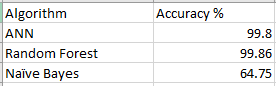 Algorithm Accuracy %
ANN 99.8
Random Forest 99.86
Naïve Bayes 64.75